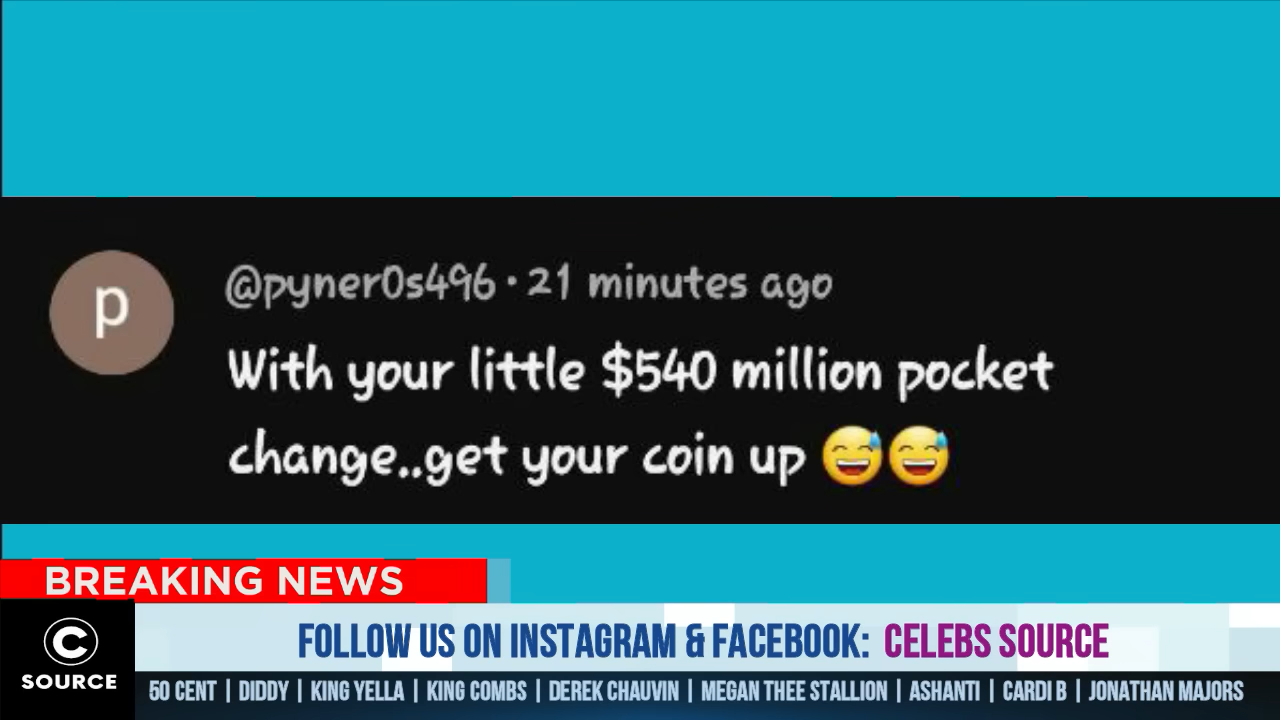 p
@pyner0s496 · 21 minutes ago
With your little $540 million pocket
change..get your coin up 😅😅
BREAKING NEWS
C
SOURCE
FOLLOW US ON INSTAGRAM & FACEBOOK: CELEBS SOURCE
50 CENT | DIDDY | KING YELLA | KING COMBS | DEREK CHAUVIN | MEGAN THEE STALLION | ASHANTI | CARDI B | JONATHAN MAJORS